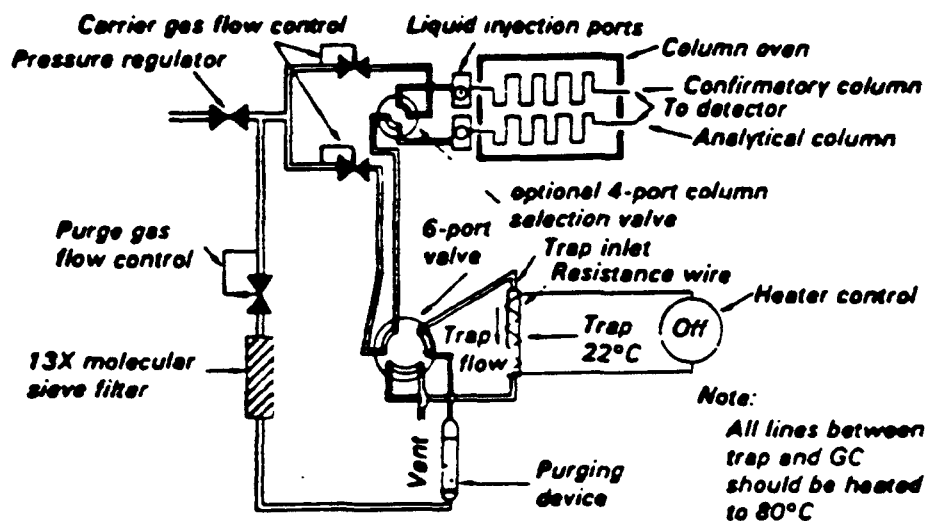 Carrier gas flow control
Pressure regulator
Liquid injection ports
Column oven
Confirmatory column
To detector
Analytical column
optional 4-port column
selection valve
6-port
valve
Trap inlet
Resistance wire
Purge gas
flow control
Heater control
Off
Trap
flow
Trap
22°C
13X molecular
sieve filter
Note:
All lines between
trap and GC
should be heated
to 80°C
Vent
Purging
device